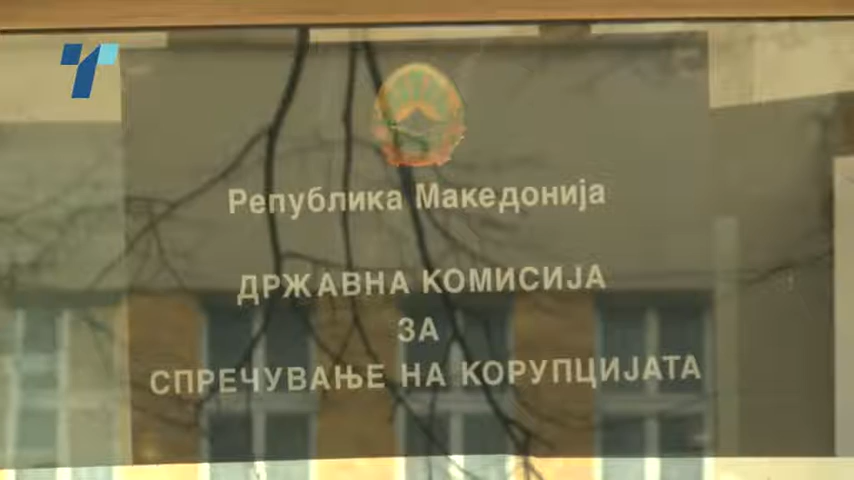 Република Македонија
ДРЖАВНА КОМИСИЈА
ЗА
СПРЕЧУВАЊЕ НА КОРУПЦИЈАТА